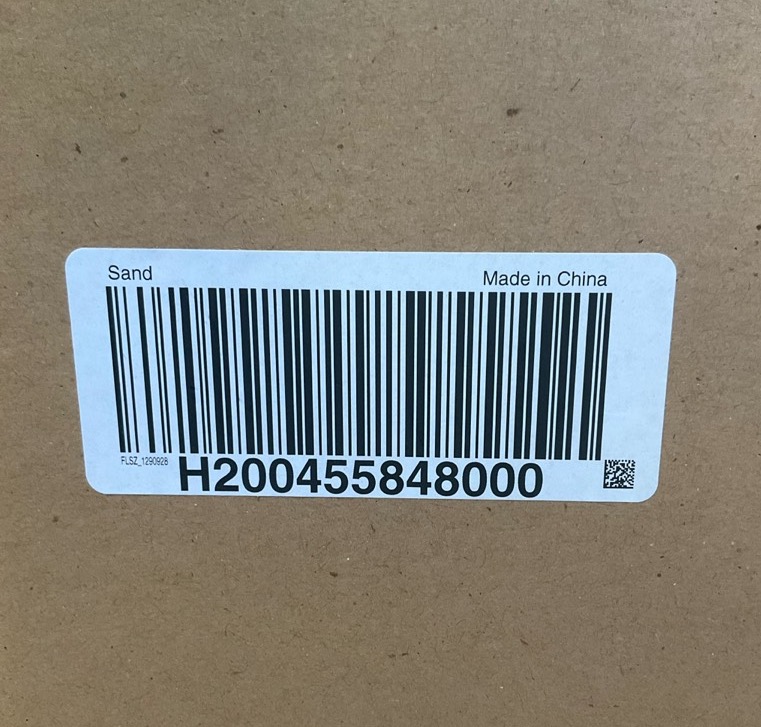 Sand
Made in China
FLSZ_1290928
H200455848000